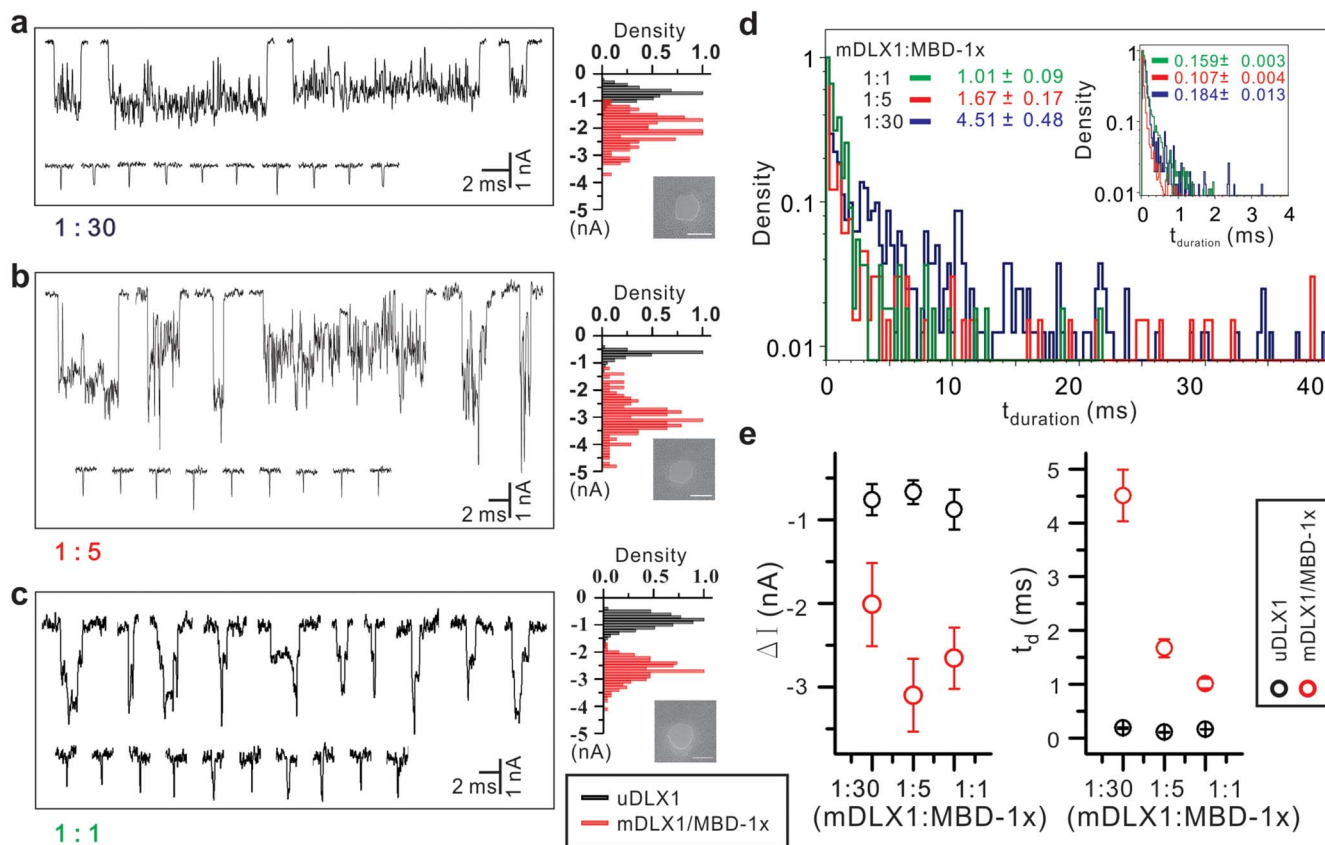 a
2 ms
1 nA
1 : 30
Density
0.0 0.5 1.0
0
-1
-2
-3
-4
-5
(nA)
b
2 ms
1 nA
1 : 5
Density
0.0 0.5 1.0
0
-1
-2
-3
-4
-5
(nA)
c
2 ms
1 nA
1 : 1
Density
0.0 0.5 1.0
0
-1
-2
-3
-4
-5
(nA)
uDLX1
mDLX1/MBD-1x
d
mDLX1:MBD-1x
1:1 1.01 ± 0.09
1:5 1.67 ± 0.17
1:30 4.51 ± 0.48
Density
1
0.1
0.01
0 10 20 30 40
tduration (ms)
0.159± 0.003
0.107± 0.004
0.184± 0.013
Density
1
0.1
0.01
0 1 2 3 4
tduration (ms)
e
ΔI (nA)
-1
-2
-3
1:30 1:5 1:1
(mDLX1:MBD-1x)
td (ms)
5
4
3
2
1
0
1:30 1:5 1:1
(mDLX1:MBD-1x)
uDLX1
mDLX1/MBD-1x